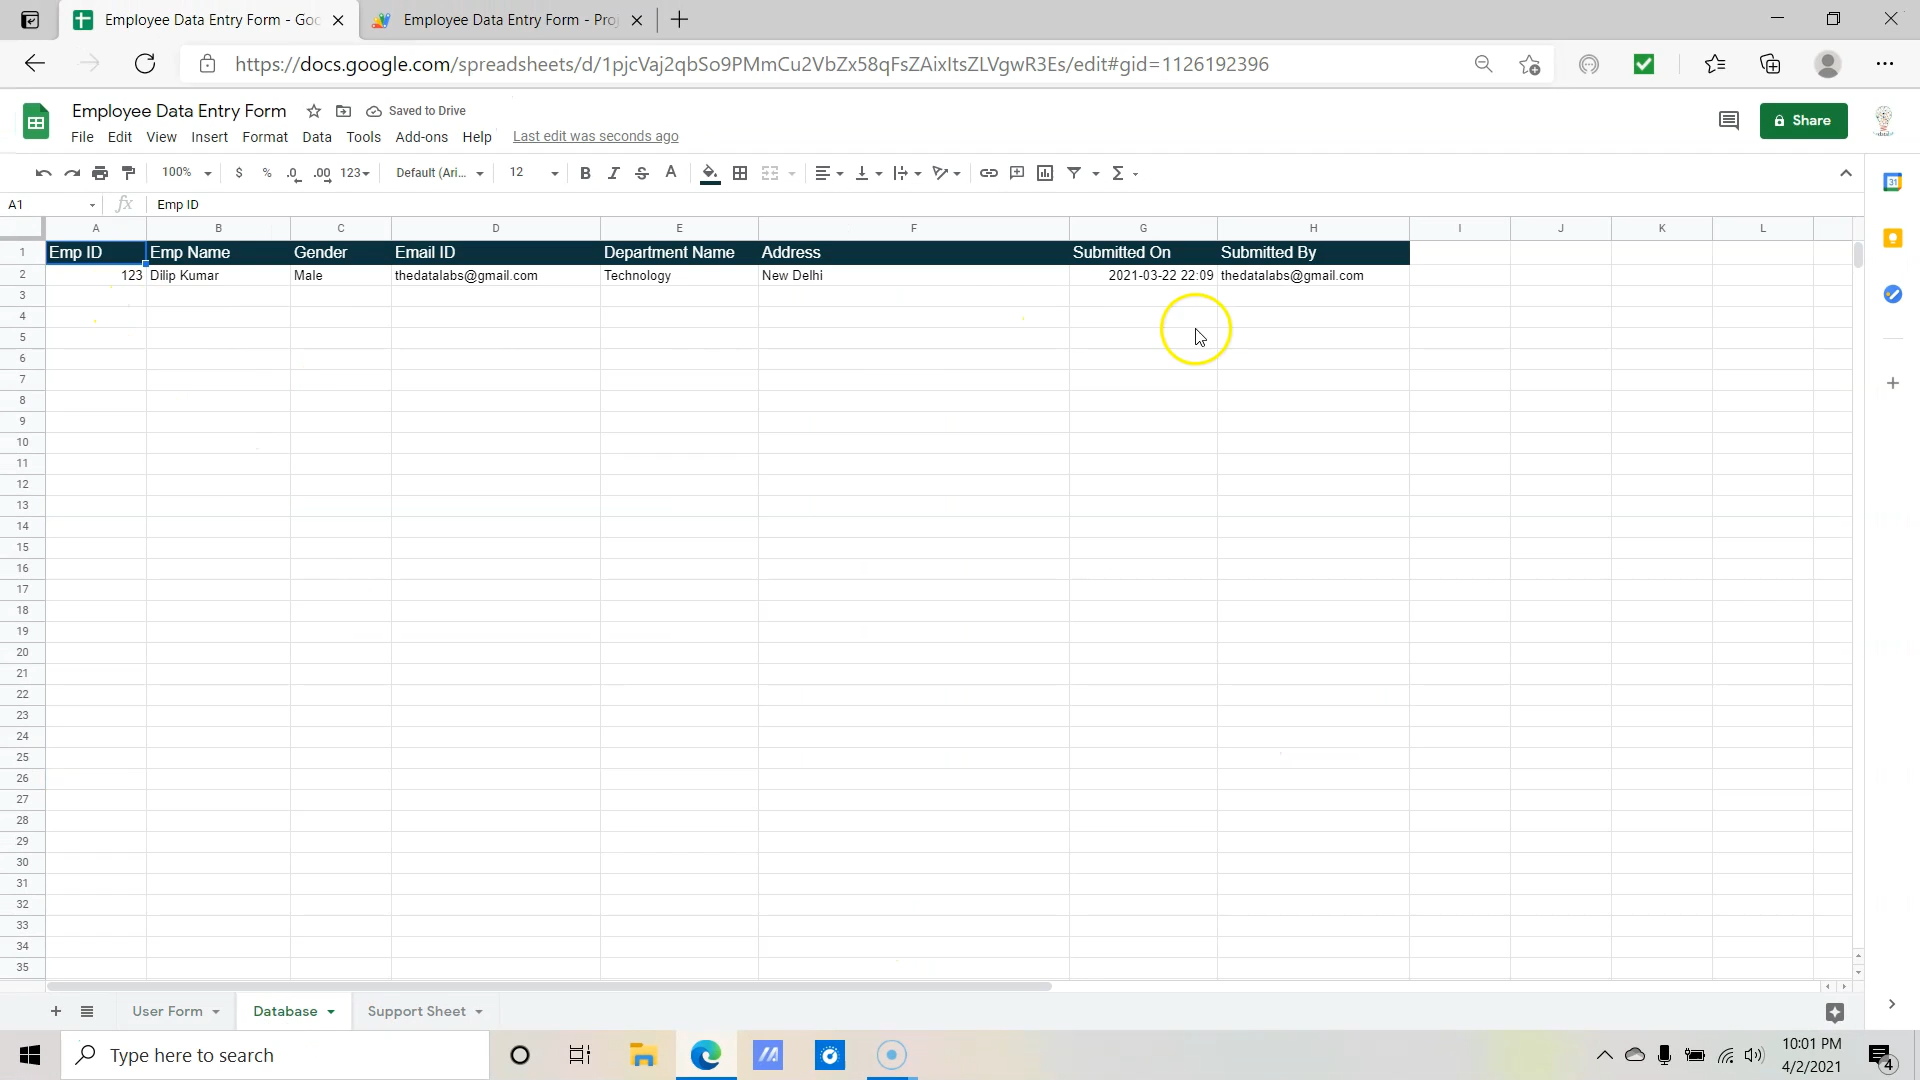 Employee Data Entry Form - Goo
Employee Data Entry Form - Pro
https://docs.google.com/spreadsheets/d/1pjcVaj2qbSo9PMmCu2VbZx58qFsZAixItsZLVgwR3Es/edit#gid=1126192396
Employee Data Entry Form
Saved to Drive
File Edit View Insert Format Data Tools Add-ons Help Last edit was seconds ago
Share
100% $ % .0 .00 123 Default (Ari... 12 B I S A
A1 fx Emp ID
A B C D E F G H I J K L
1 Emp ID Emp Name Gender Email ID Department Name Address Submitted On Submitted By
2 123 Dilip Kumar Male thedatalabs@gmail.com Technology New Delhi 2021-03-22 22:09 thedatalabs@gmail.com
3
4
5
6
7
8
9
10
11
12
13
14
15
16
17
18
19
20
21
22
23
24
25
26
27
28
29
30
31
32
33
34
35
User Form Database Support Sheet
Type here to search
10:01 PM
4/2/2021
4
31